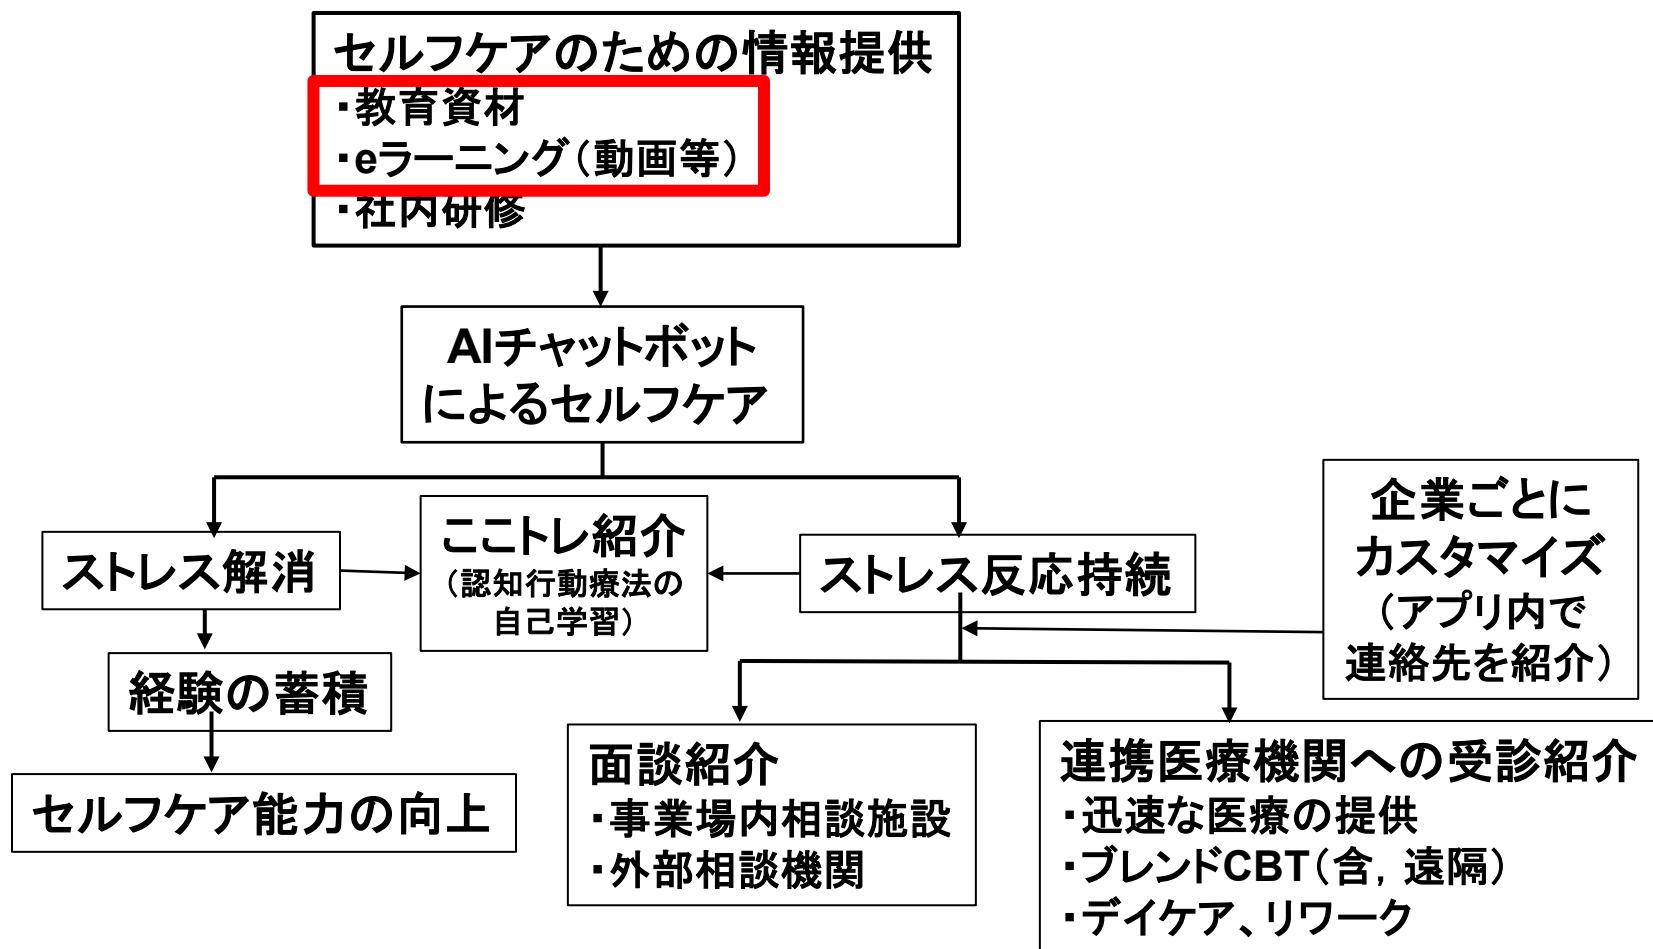 セルフケアのための情報提供
・教育資材
・eラーニング（動画等）
・社内研修
AIチャットボット
によるセルフケア
ストレス解消
ここトレ紹介
（認知行動療法の
自己学習）
ストレス反応持続
企業ごとに
カスタマイズ
（アプリ内で
連絡先を紹介）
経験の蓄積
セルフケア能力の向上
面談紹介
・事業場内相談施設
・外部相談機関
連携医療機関への受診紹介
・迅速な医療の提供
・ブレンドCBT（含，遠隔）
・デイケア、リワーク